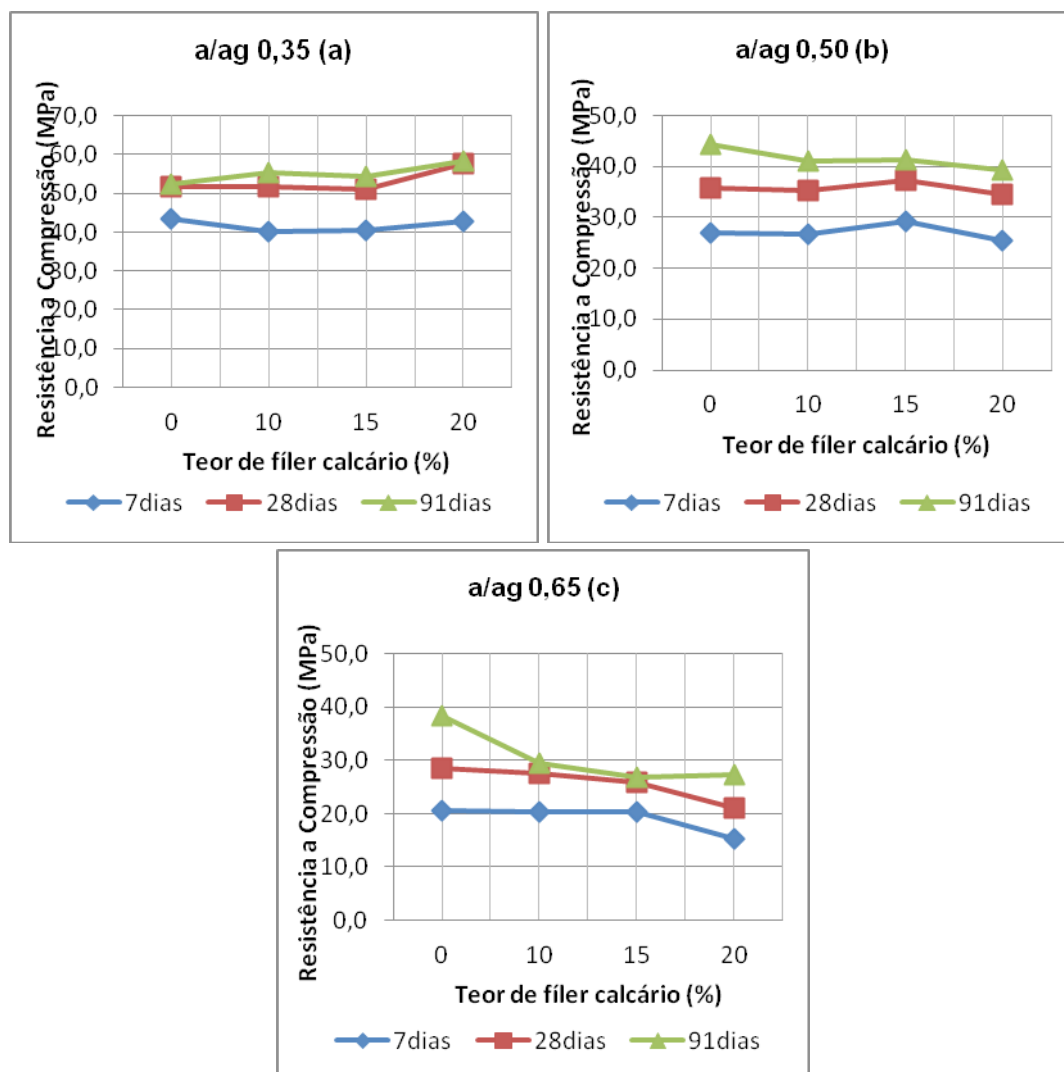 a/ag 0,35 (a)
Resistência a Compressão (MPa)
70,0
60,0
50,0
40,0
30,0
20,0
10,0
0,0
0 10 15 20
Teor de fíler calcário (%)
7dias 28dias 91dias
a/ag 0,50 (b)
Resistência a Compressão (MPa)
50,0
40,0
30,0
20,0
10,0
0,0
0 10 15 20
Teor de fíler calcário (%)
7dias 28dias 91dias
a/ag 0,65 (c)
Resistência a Compressão (MPa)
50,0
40,0
30,0
20,0
10,0
0,0
0 10 15 20
Teor de fíler calcário (%)
7dias 28dias 91dias